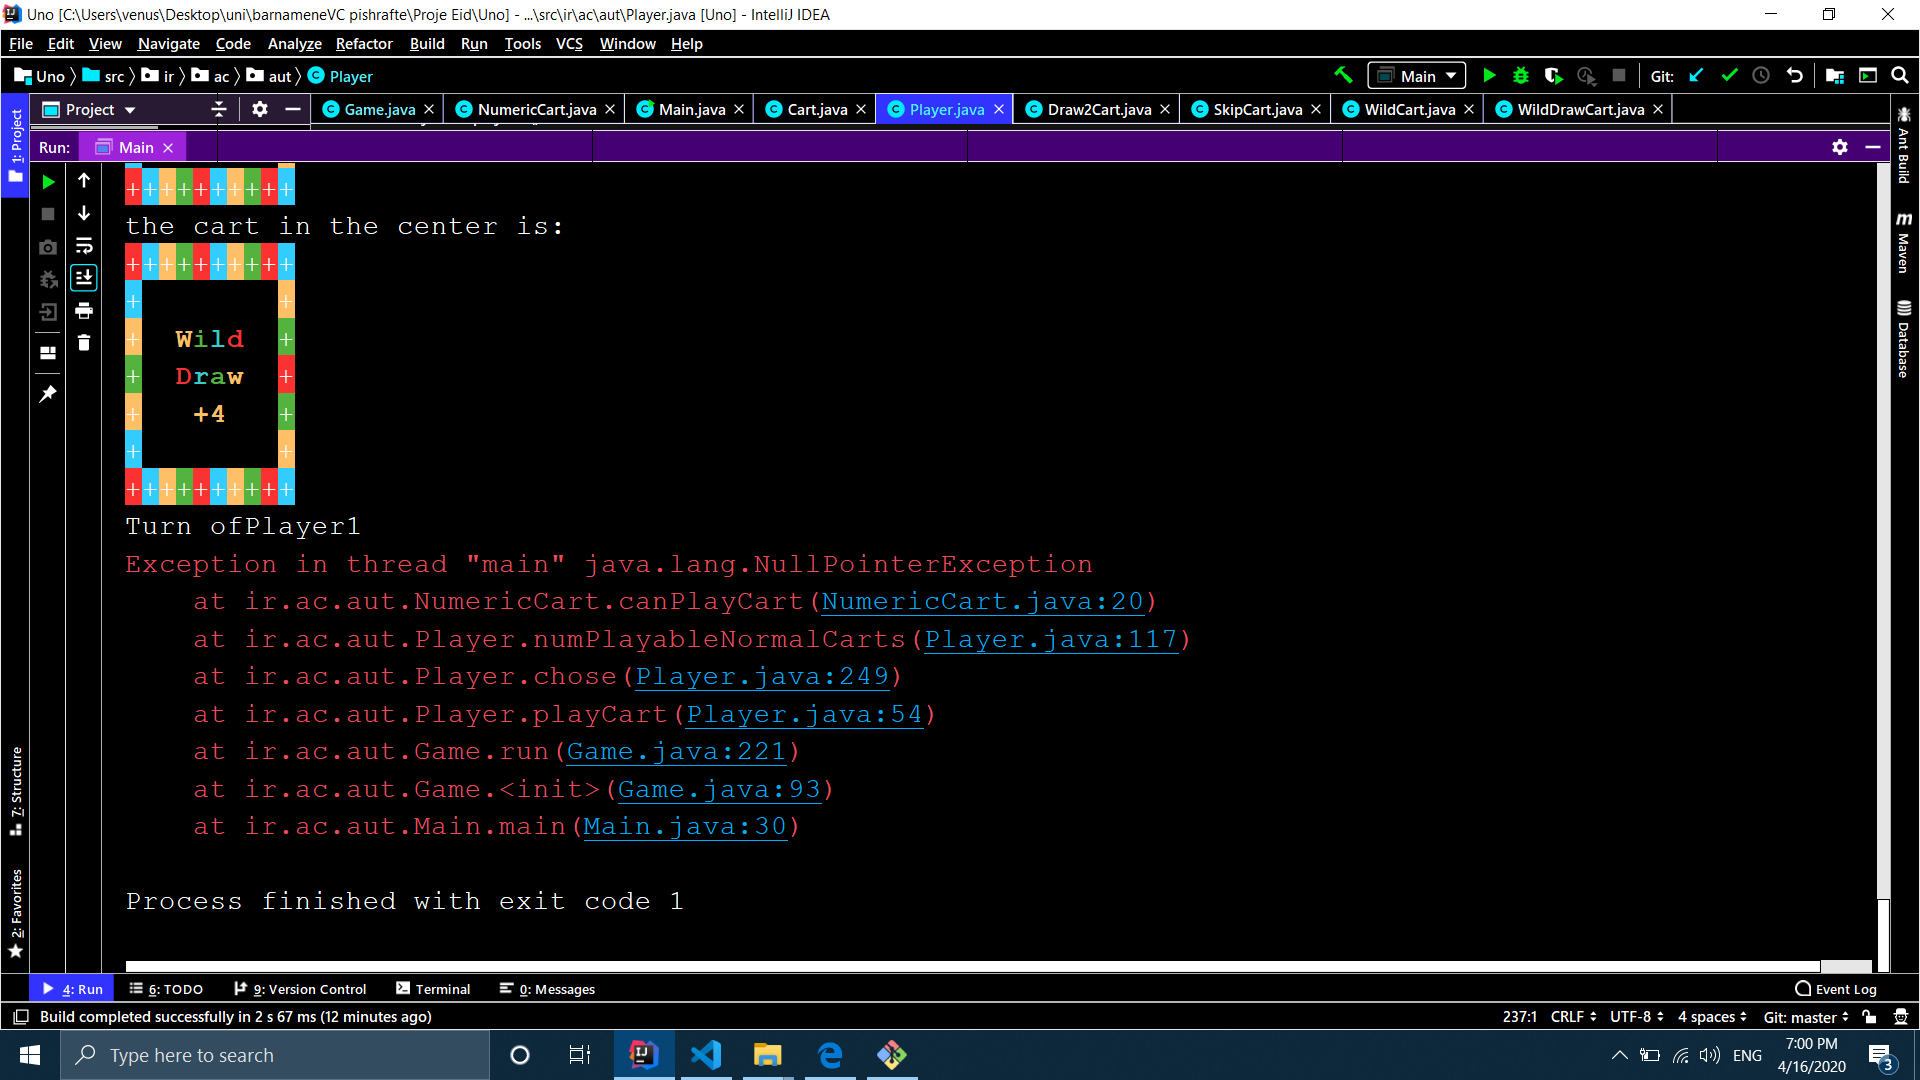 Uno [C:\Users\venus\Desktop\uni\barnameneVC pishrafte\Proje Eid\Uno] - ...\src\ir\ac\aut\Player.java [Uno] - IntelliJ IDEA
File Edit View Navigate Code Analyze Refactor Build Run Tools VCS Window Help
Uno src ir ac aut Player Main Git:
1: Project
Project Game.java NumericCart.java Main.java Cart.java Player.java Draw2Cart.java SkipCart.java WildCart.java WildDrawCart.java
Run: Main
Ant Build
Maven
Database
++++++++++
the cart in the center is:
++++++++++
+ +
+ Wild +
+ Draw +
+ +4 +
+ +
++++++++++
Turn ofPlayer1
Exception in thread "main" java.lang.NullPointerException
at ir.ac.aut.NumericCart.canPlayCart(NumericCart.java:20)
at ir.ac.aut.Player.numPlayableNormalCarts(Player.java:117)
at ir.ac.aut.Player.chose(Player.java:249)
at ir.ac.aut.Player.playCart(Player.java:54)
at ir.ac.aut.Game.run(Game.java:221)
at ir.ac.aut.Game.<init>(Game.java:93)
at ir.ac.aut.Main.main(Main.java:30)
Process finished with exit code 1
7: Structure
2: Favorites
4: Run 6: TODO 9: Version Control Terminal 0: Messages Event Log
Build completed successfully in 2 s 67 ms (12 minutes ago) 237:1 CRLF UTF-8 4 spaces Git: master
Type here to search ENG 7:00 PM
4/16/2020 3